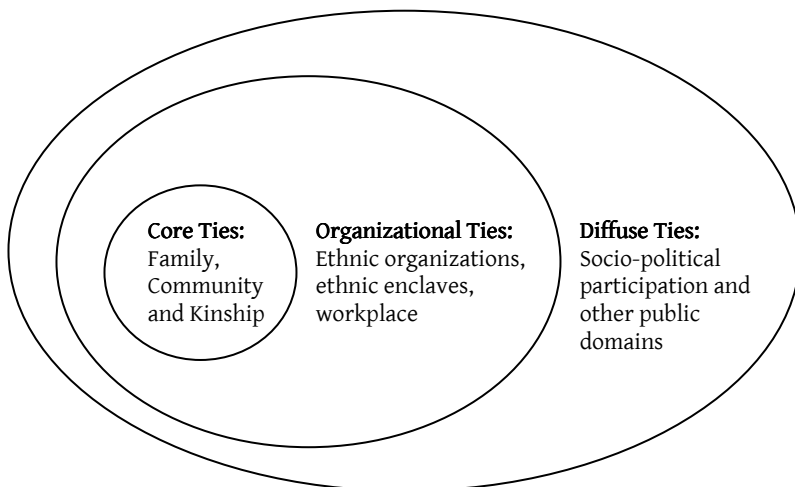 Core Ties:
Family,
Community
and Kinship
Organizational Ties:
Ethnic organizations,
ethnic enclaves,
workplace
Diffuse Ties:
Socio-political
participation and
other public
domains